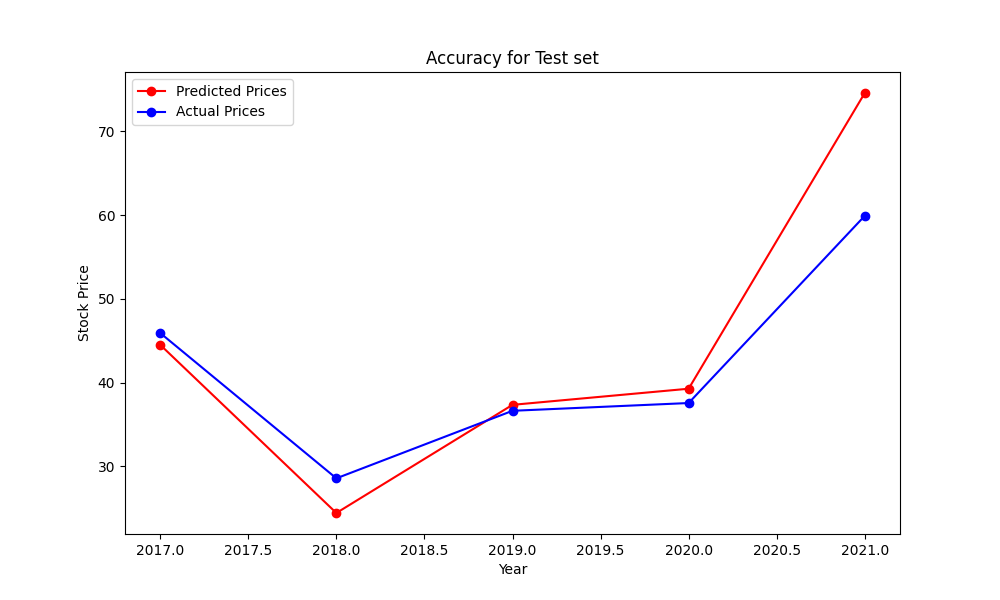 Accuracy for Test set
Predicted Prices
Actual Prices
70
60
50
40
30
Stock Price
2017.0 2017.5 2018.0 2018.5 2019.0 2019.5 2020.0 2020.5 2021.0
Year